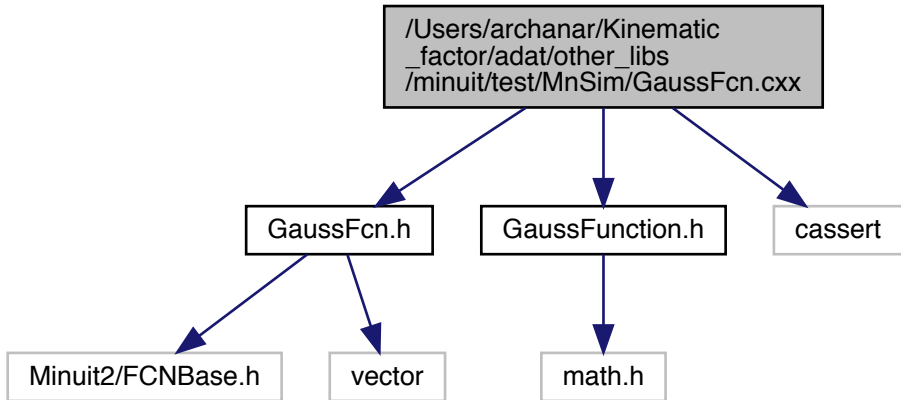 /Users/archanar/Kinematic
_factor/adat/other_libs
/minuit/test/MnSim/GaussFcn.cxx
GaussFcn.h
GaussFunction.h
cassert
Minuit2/FCNBase.h
vector
math.h